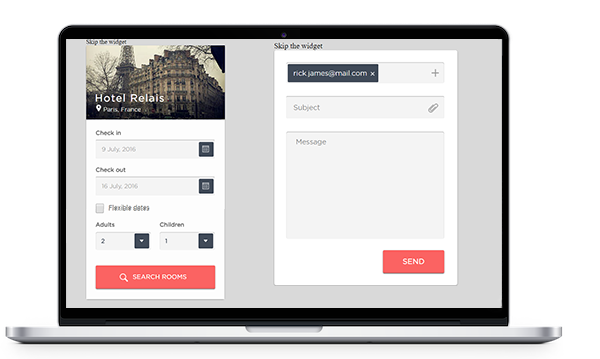 Skip the widget
Hotel Relais
Paris, France
Check in
9 July, 2016
Check out
16 July, 2016
Flexible dates
Adults
Children
2
1
SEARCH ROOMS
Skip the widget
rick.james@mail.com ×
Subject
Message
SEND